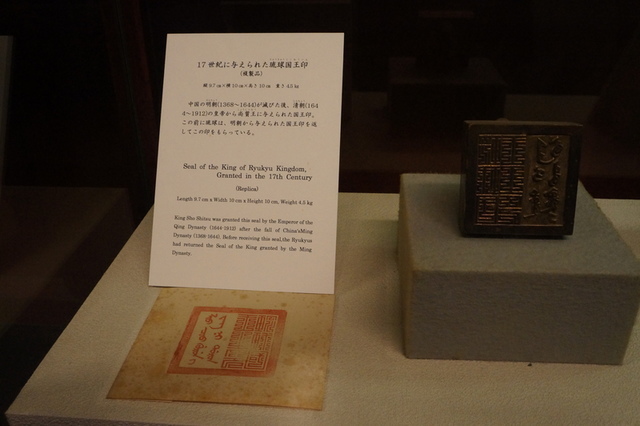 17世紀に与えられた琉球国王印
(複製品)
縦9.7㎝×横10㎝×高さ10㎝ 重さ4.5㎏
中国の明朝(1368~1644)が滅びた後、清朝(164
4~1912)の皇帝から尚質王に与えられた国王印。
この前に琉球は、明朝から与えられた国王印を返
してこの印をもらっている。
Seal of the King of Ryukyu Kingdom,
Granted in the 17th Century
(Replica)
Length 9.7 cm x Width 10 cm x Height 10 cm, Weight 4.5 kg
King Sho Shitsu was granted this seal by the Emperor of the
Qing Dynasty (1644-1912) after the fall of China'sMing
Dynasty (1368-1644). Before receiving this seal,the Ryukyus
had returned the Seal of the King granted by the Ming
Dynasty.